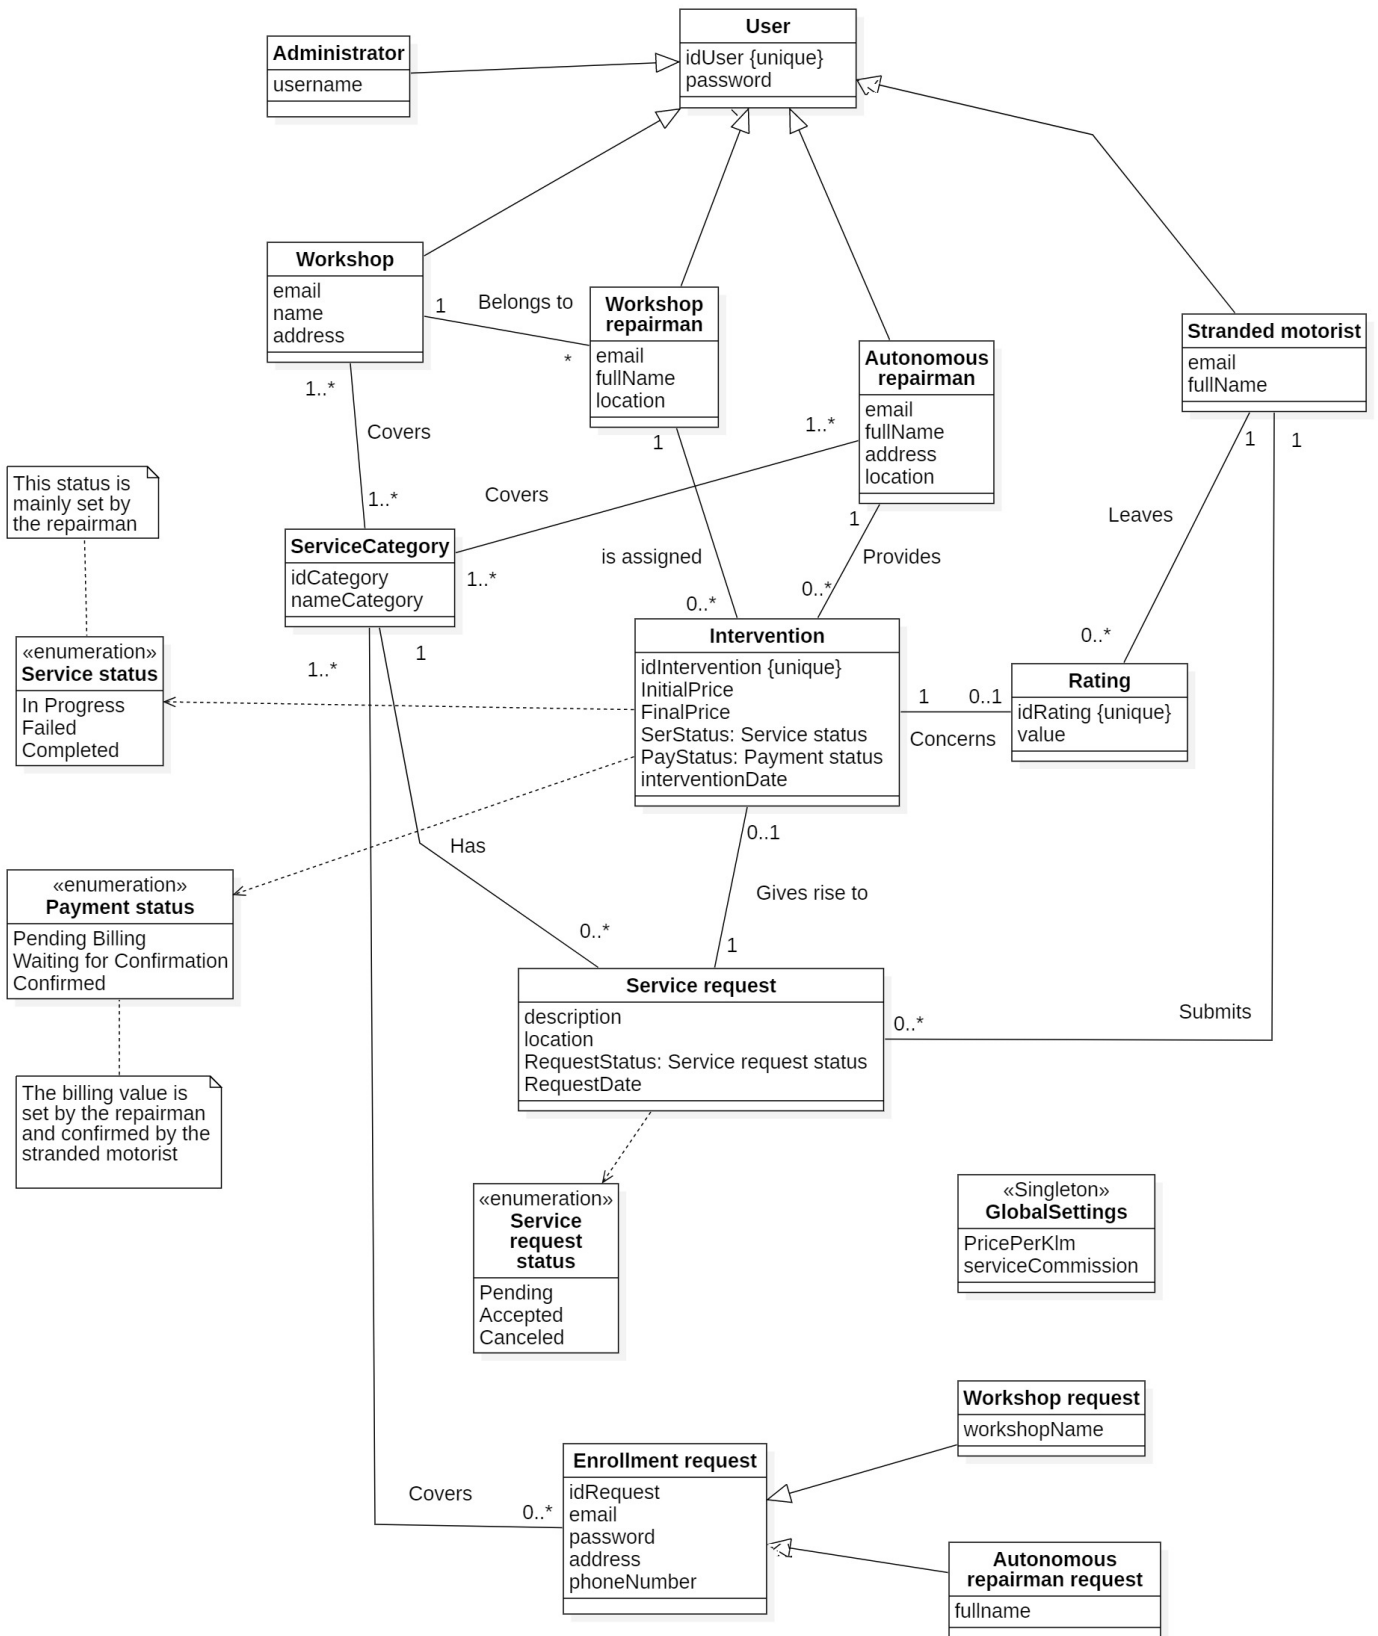 User
idUser {unique}
password
Administrator
username
Workshop
email
name
address
1
Belongs to
*
Workshop
repairman
email
fullName
location
Autonomous
repairman
email
fullName
address
location
Stranded motorist
email
fullName
1..*
Covers
1..*
1
1..*
Covers
1..*
1
1
Leaves
0..*
1
Submits
0..*
This status is
mainly set by
the repairman
ServiceCategory
idCategory
nameCategory
is assigned
0..*
Provides
0..*
«enumeration»
Service status
In Progress
Failed
Completed
1..*
1
Intervention
idIntervention {unique}
InitialPrice
FinalPrice
SerStatus: Service status
PayStatus: Payment status
interventionDate
1
0..1
Concerns
Rating
idRating {unique}
value
Has
0..*
0..1
Gives rise to
1
«enumeration»
Payment status
Pending Billing
Waiting for Confirmation
Confirmed
The billing value is
set by the repairman
and confirmed by the
stranded motorist
Service request
description
location
RequestStatus: Service request status
RequestDate
«enumeration»
Service
request
status
Pending
Accepted
Canceled
«Singleton»
GlobalSettings
PricePerKlm
serviceCommission
Workshop request
workshopName
Covers
0..*
Enrollment request
idRequest
email
password
address
phoneNumber
Autonomous
repairman request
fullname